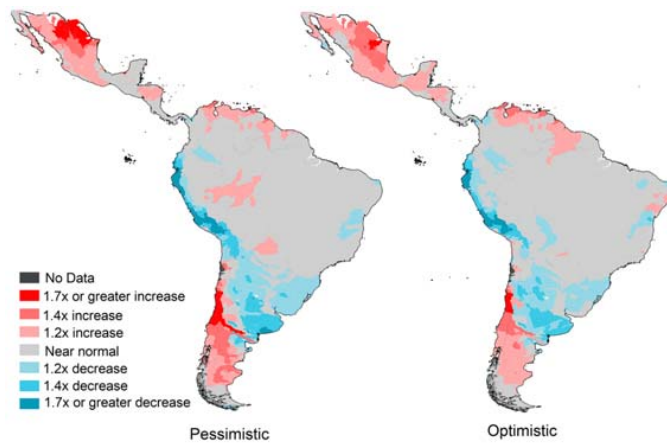 No Data
1.7x or greater increase
1.4x increase
1.2x increase
Near normal
1.2x decrease
1.4x decrease
1.7x or greater decrease
Pessimistic
Optimistic